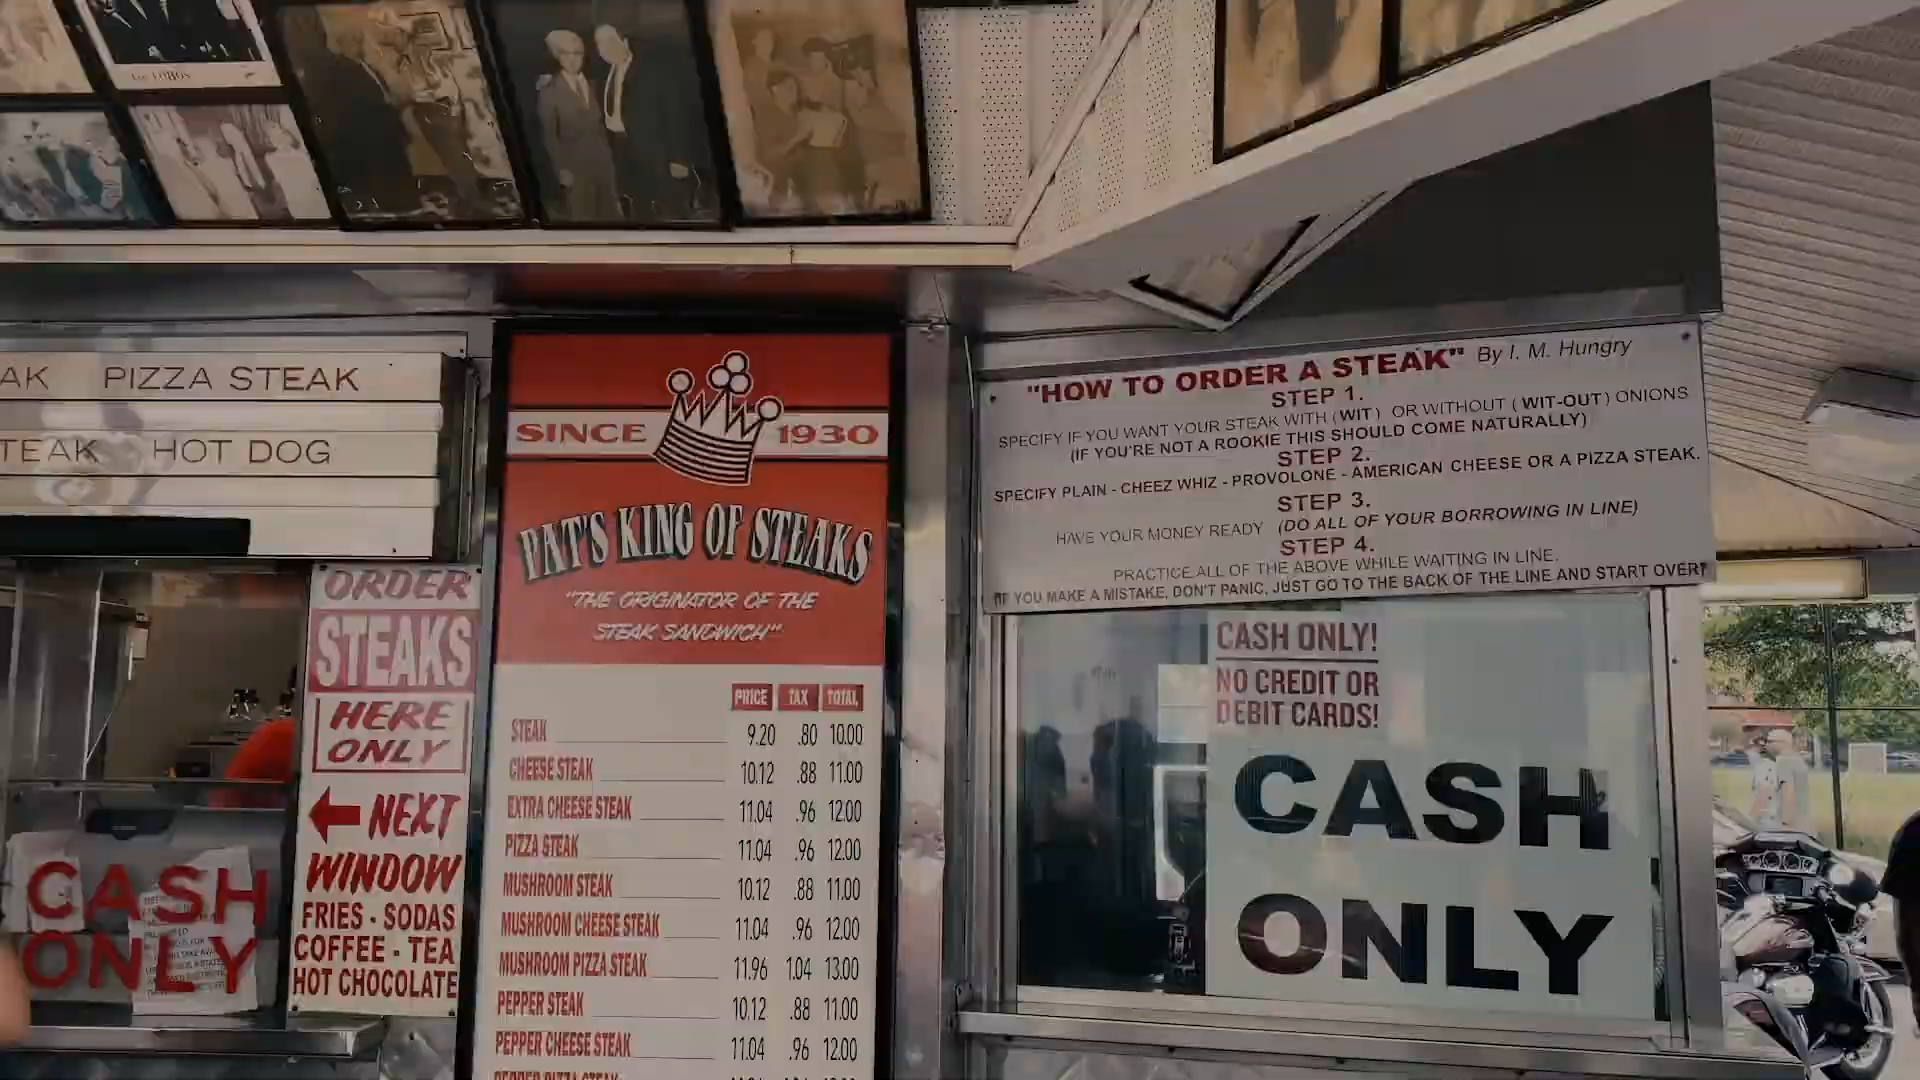 Los LOBOS
AK PIZZA STEAK
TEAK HOT DOG
ORDER
STEAKS
HERE
ONLY
NEXT
WINDOW
FRIES - SODAS
COFFEE - TEA
HOT CHOCOLATE
CASH
ONLY
SINCE 1930
PAT'S KING OF STEAKS
"THE ORIGINATOR OF THE
STEAK SANDWICH"
PRICE TAX TOTAL
STEAK 9.20 .80 10.00
CHEESE STEAK 10.12 .88 11.00
EXTRA CHEESE STEAK 11.04 .96 12.00
PIZZA STEAK 11.04 .96 12.00
MUSHROOM STEAK 10.12 .88 11.00
MUSHROOM CHEESE STEAK 11.04 .96 12.00
MUSHROOM PIZZA STEAK 11.96 1.04 13.00
PEPPER STEAK 10.12 .88 11.00
PEPPER CHEESE STEAK 11.04 .96 12.00
PEPPER PIZZA STEAK
"HOW TO ORDER A STEAK" By I. M. Hungry
STEP 1.
SPECIFY IF YOU WANT YOUR STEAK WITH (WIT) OR WITHOUT (WIT-OUT) ONIONS
(IF YOU'RE NOT A ROOKIE THIS SHOULD COME NATURALLY)
STEP 2.
SPECIFY PLAIN - CHEEZ WHIZ - PROVOLONE - AMERICAN CHEESE OR A PIZZA STEAK.
STEP 3.
HAVE YOUR MONEY READY (DO ALL OF YOUR BORROWING IN LINE)
STEP 4.
PRACTICE ALL OF THE ABOVE WHILE WAITING IN LINE.
IF YOU MAKE A MISTAKE, DON'T PANIC, JUST GO TO THE BACK OF THE LINE AND START OVER!
CASH ONLY!
NO CREDIT OR
DEBIT CARDS!
CASH
ONLY